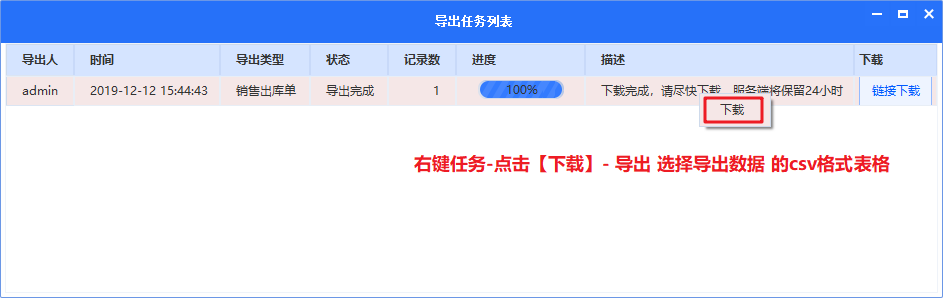 导出任务列表
导出人 时间 导出类型 状态 记录数 进度 描述 下载
admin 2019-12-12 15:44:43 销售出库单 导出完成 1 100% 下载完成，请尽快下载，服务端将保留24小时 链接下载
下载
右键任务-点击【下载】- 导出 选择导出数据 的csv格式表格